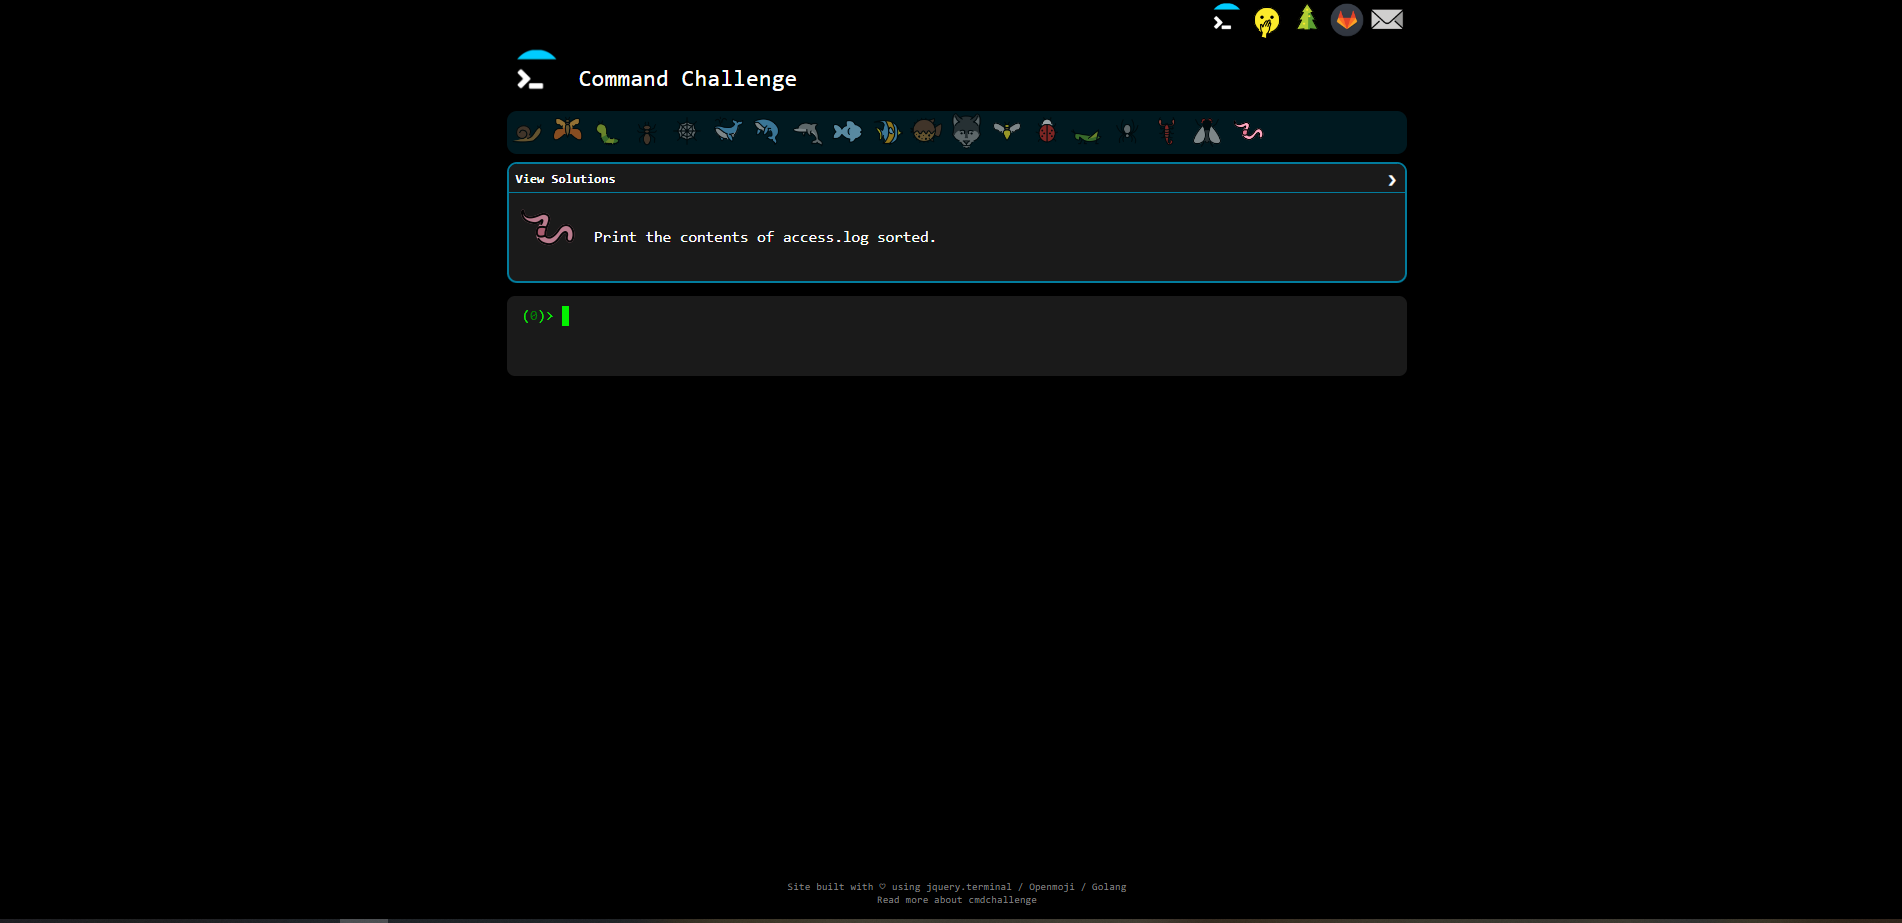 Command Challenge
View Solutions
Print the contents of access.log sorted.
(0)>
Site built with ♡ using jquery.terminal / Openmoji / Golang
Read more about cmdchallenge